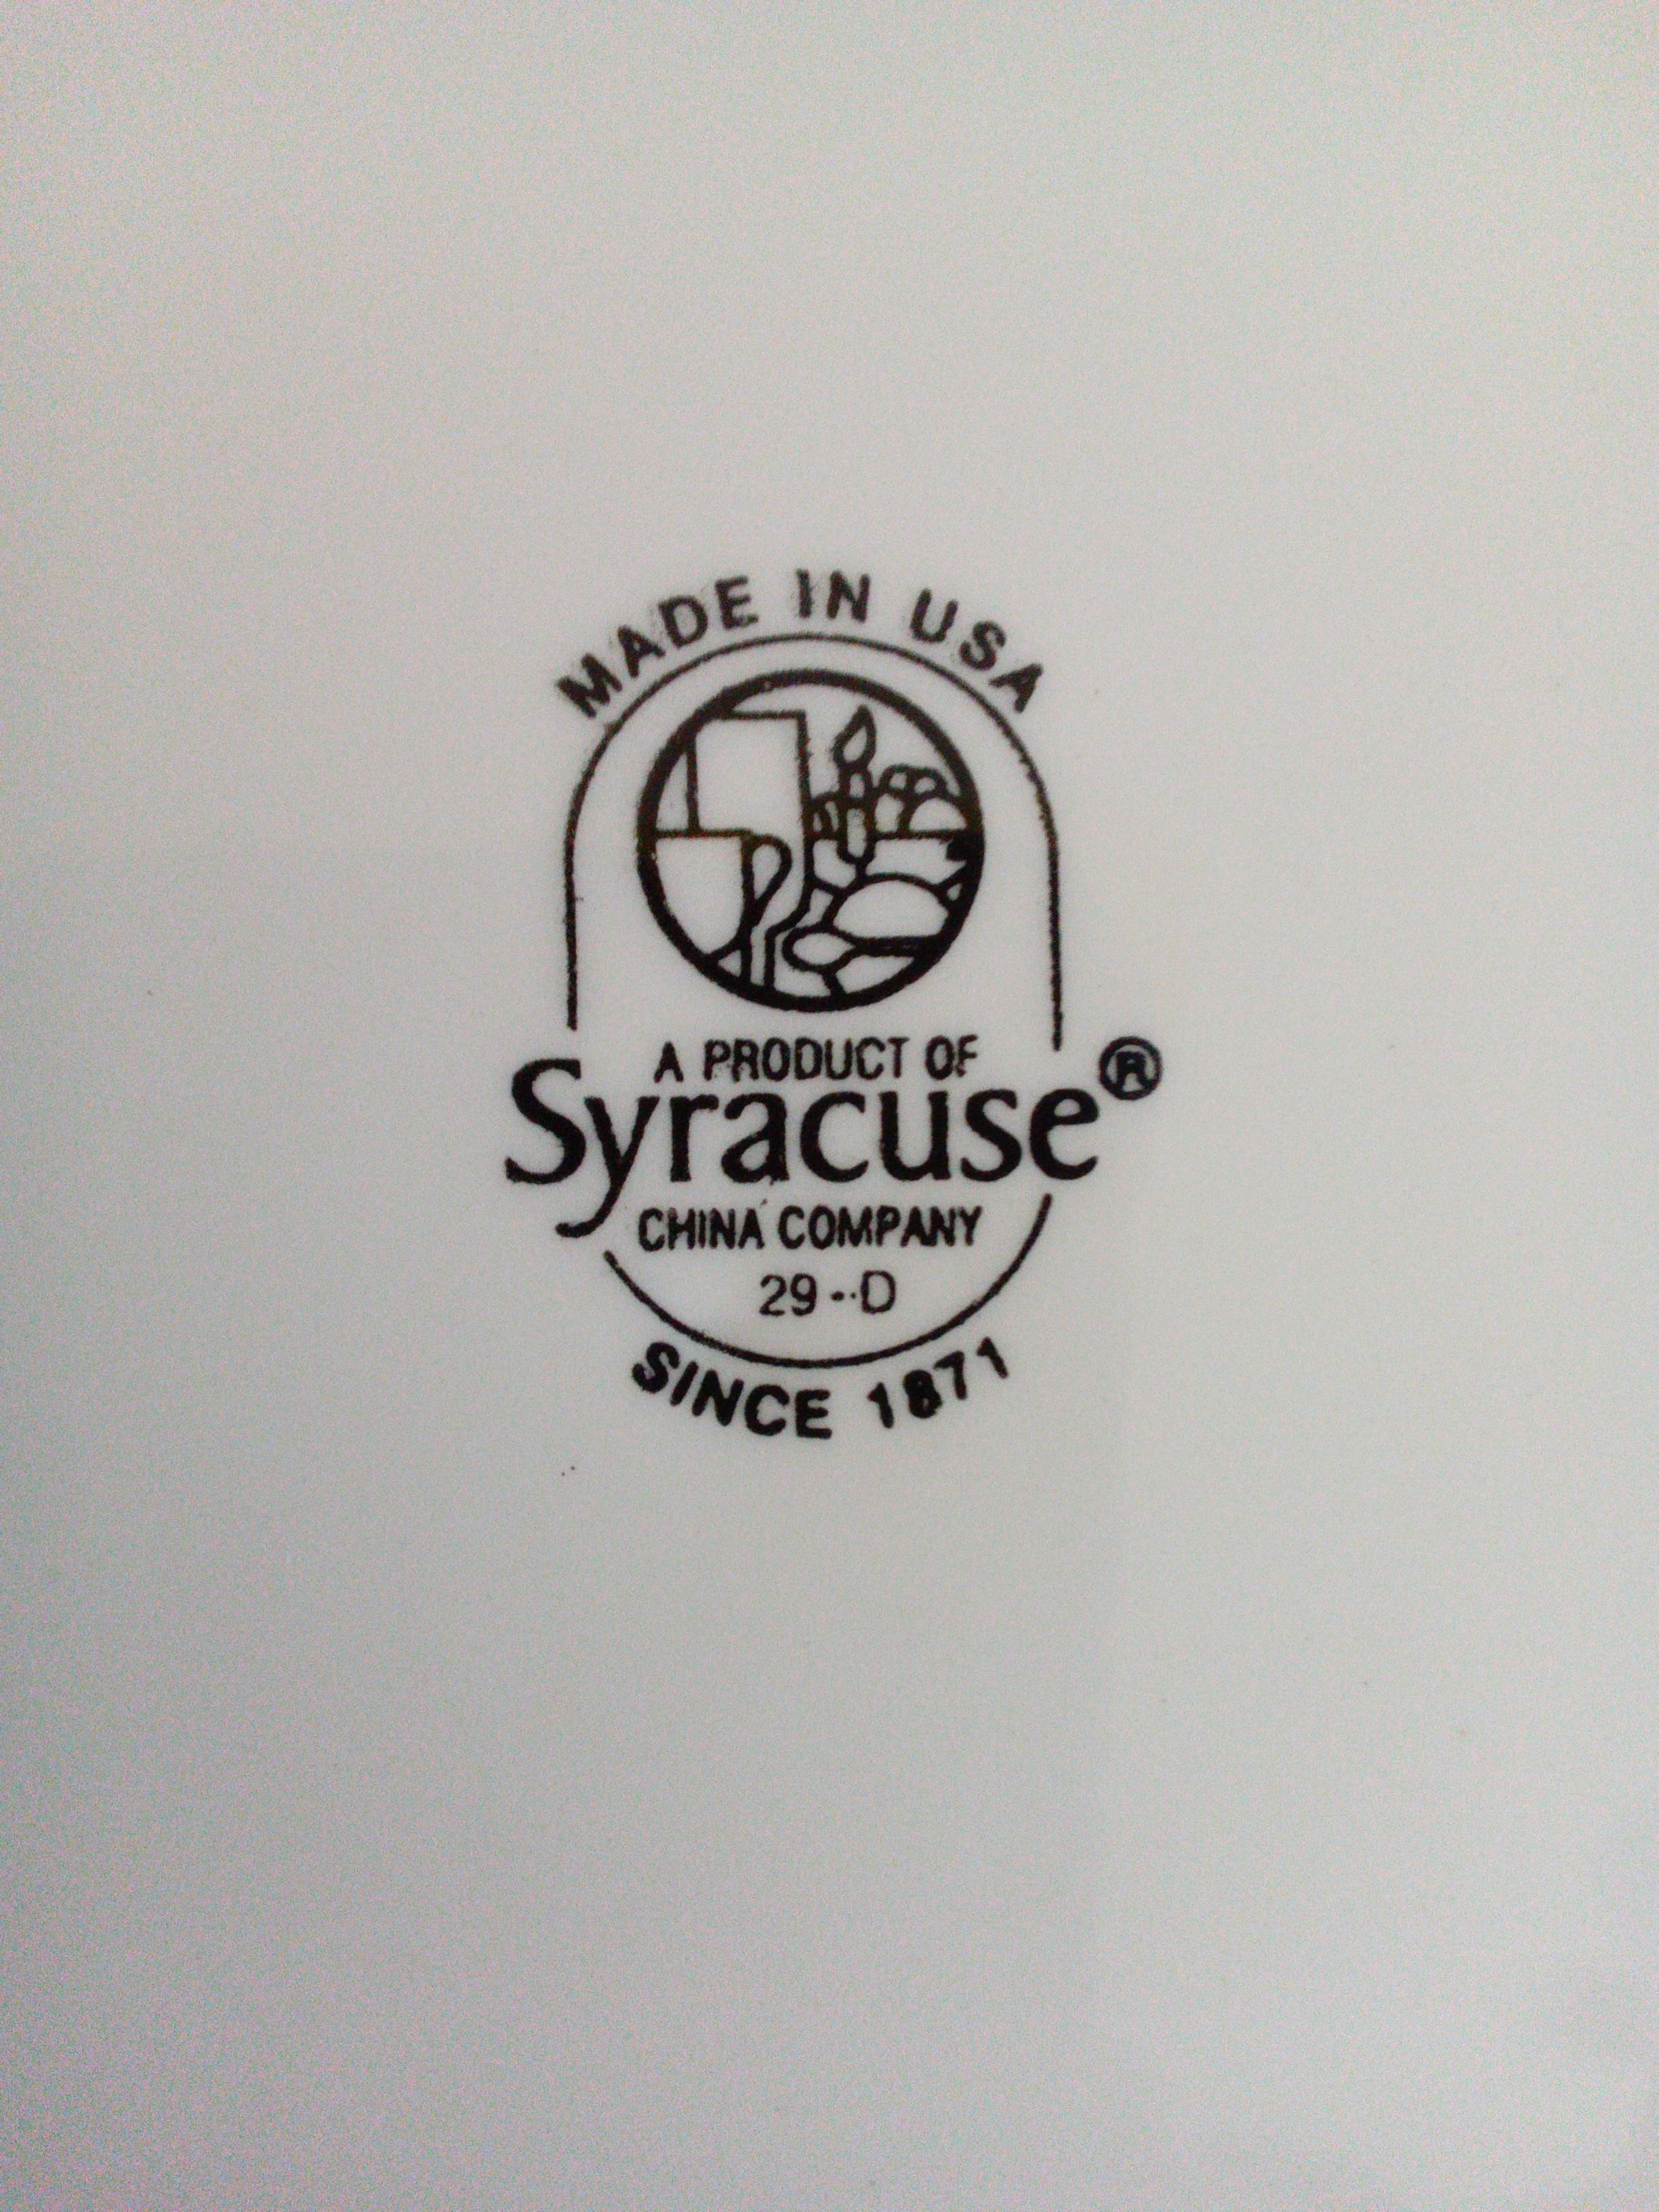 MADE IN USA
A PRODUCT OF
Syracuse®
CHINA COMPANY
29--D
SINCE 1871